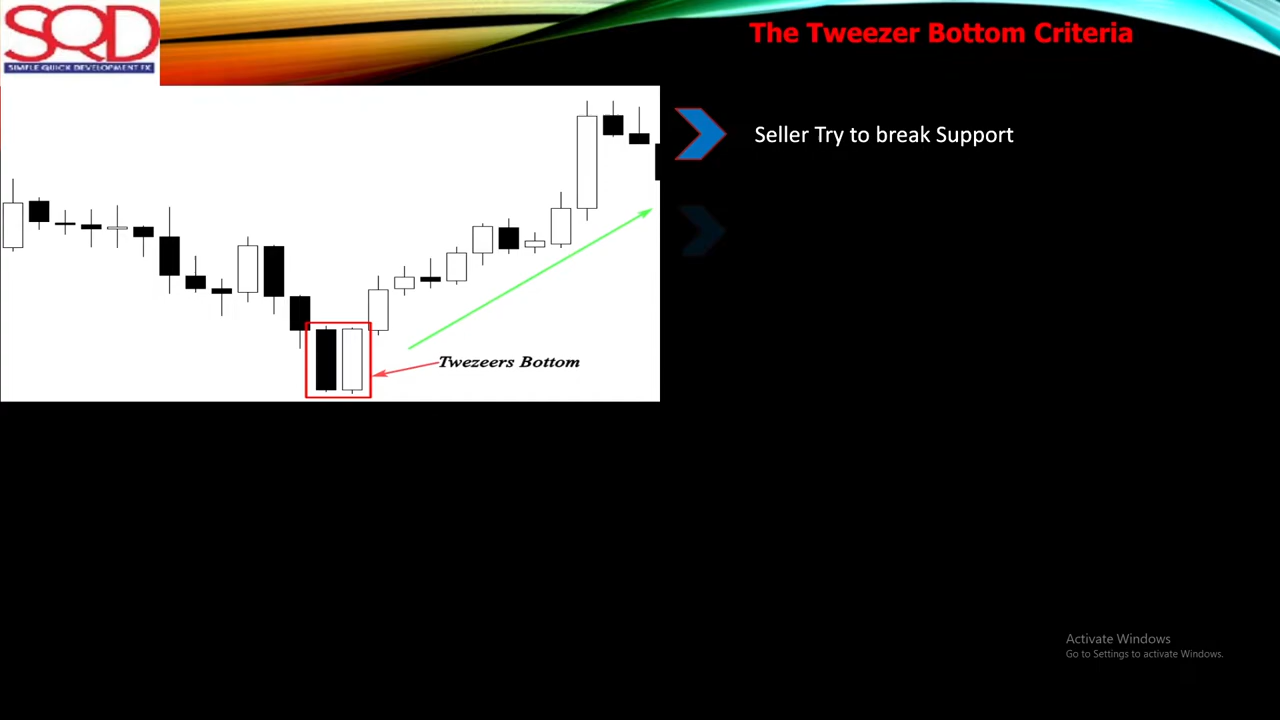 SQD
SIMPLE QUICK DEVELOPMENT FX
The Tweezer Bottom Criteria
Seller Try to break Support
Twezeers Bottom
Activate Windows
Go to Settings to activate Windows.